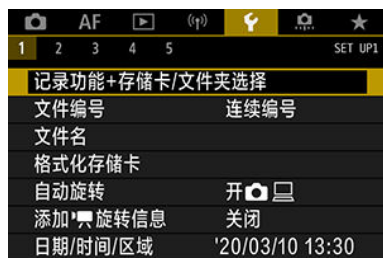 AF
1 2 3 4 5 SET UP1
记录功能+存储卡/文件夹选择
文件编号 连续编号
文件名
格式化存储卡
自动旋转 开
添加旋转信息 关闭
日期/时间/区域 '20/03/10 13:30